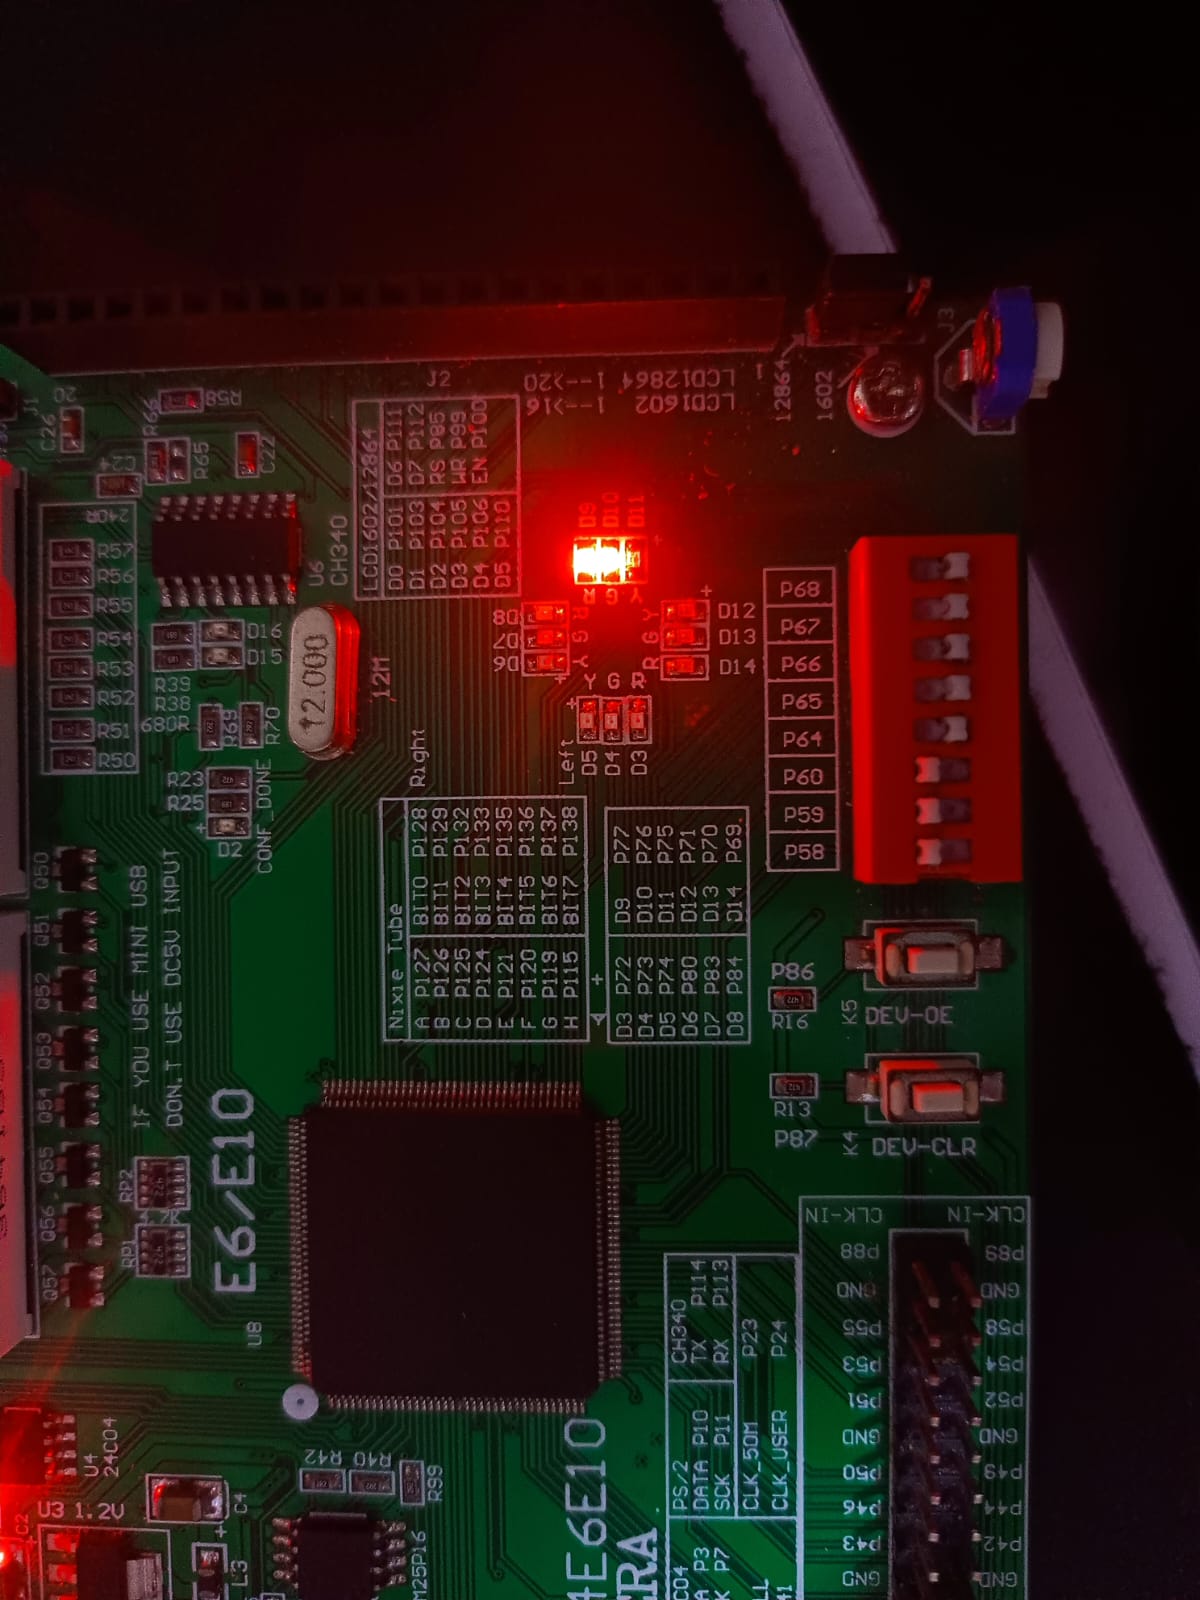 J3
1
LCD12864 1-->20
LCD1602 1-->16
12864
1602
J2
LCD1602/12864
D0 P101 D6 P111
D1 P103 D7 P112
D2 P104 RS P85
D3 P105 WR P99
D4 P106 EN P100
D5 P110
J1
C26
20
R66
R58
R65
C22
240R
R57
R56
R55
R54
R53
R52
R51
R50
U6
CH340
D16
D15
R39
R38
680R
R69
R70
12.000
12M
R23
R25
D2
CONF_DONE
D9
D10
D11
R G Y
D8
D7
D6
R
G
Y
Y
G
R
D12
D13
D14
Y G R
Left
D5
D4
D3
Right
P68
P67
P66
P65
P64
P60
P59
P58
Nixie Tube
A P127 BIT0 P128
B P126 BIT1 P129
C P125 BIT2 P132
D P124 BIT3 P133
E P121 BIT4 P135
F P120 BIT5 P136
G P119 BIT6 P137
H P115 BIT7 P138
D3 P72 D9 P77
D4 P73 D10 P76
D5 P74 D11 P75
D6 P80 D12 P71
D7 P83 D13 P70
D8 P84 D14 P69
P86
R16
K5
DEV-OE
R13
P87
K4
DEV-CLR
Q50
Q51
Q52
Q53
Q54
Q55
Q56
Q57
IF YOU USE MINI USB
DON.T USE DC5V INPUT
RP2
RP1
E6/E10
U8
CLK-IN CLK-IN
P88 P89
GND GND
P55 P58
P53 P54
P51 P52
GND GND
P50 P49
P46 P44
P43 P42
GND GND
PS/2 CH340
DATA P10 TX P114
SCK P11 RX P113
CLK_50M P23
CLK_USER P24
U4
24C04
U3 1.2V
C2
C4
L3
R42
R40
R99
M25P16
4E6E10